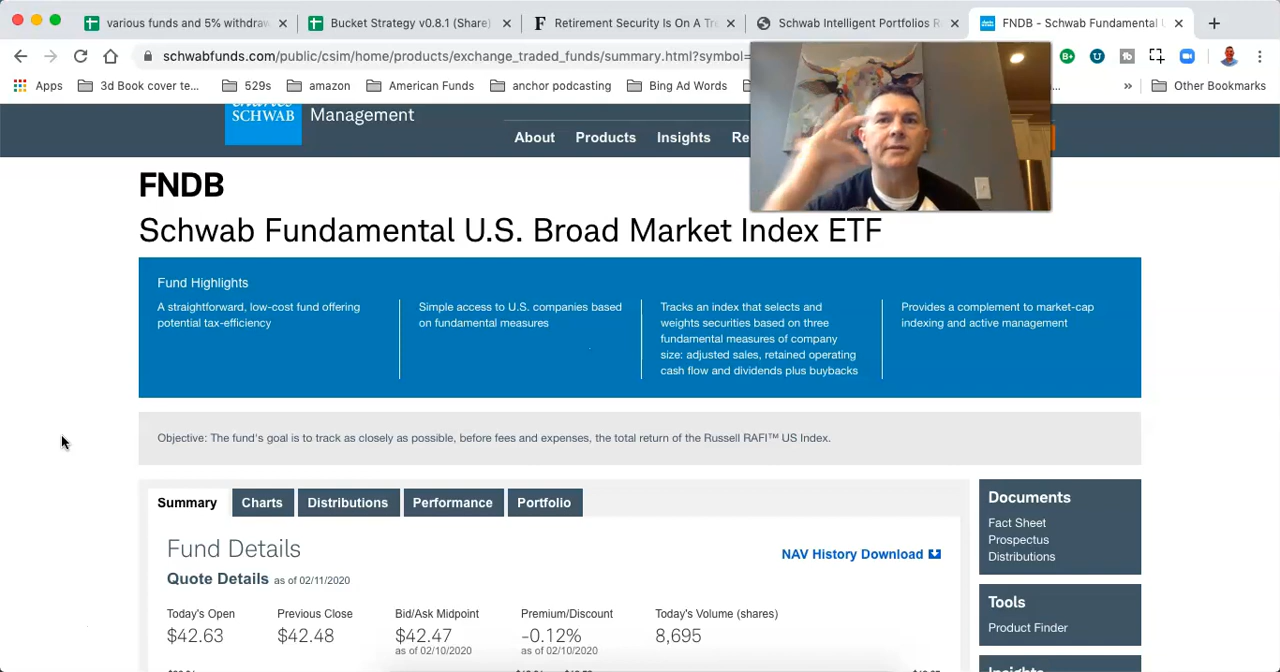 various funds and 5% withdraw
Bucket Strategy v0.8.1 (Share)
Retirement Security Is On A Tre
Schwab Intelligent Portfolios R
FNDB - Schwab Fundamental U
schwabfunds.com/public/csim/home/products/exchange_traded_funds/summary.html?symbol=
Apps
3d Book cover te...
529s
amazon
American Funds
anchor podcasting
Bing Ad Words
»
Other Bookmarks
SCHWAB
Management
About
Products
Insights
Re
FNDB
Schwab Fundamental U.S. Broad Market Index ETF
Fund Highlights
A straightforward, low-cost fund offering
potential tax-efficiency
Simple access to U.S. companies based
on fundamental measures
Tracks an index that selects and
weights securities based on three
fundamental measures of company
size: adjusted sales, retained operating
cash flow and dividends plus buybacks
Provides a complement to market-cap
indexing and active management
Objective: The fund's goal is to track as closely as possible, before fees and expenses, the total return of the Russell RAFI™ US Index.
Summary
Charts
Distributions
Performance
Portfolio
Fund Details
NAV History Download
Quote Details as of 02/11/2020
Today's Open
Previous Close
Bid/Ask Midpoint
Premium/Discount
Today's Volume (shares)
$42.63
$42.48
$42.47
-0.12%
8,695
as of 02/10/2020
as of 02/10/2020
Documents
Fact Sheet
Prospectus
Distributions
Tools
Product Finder
Insights